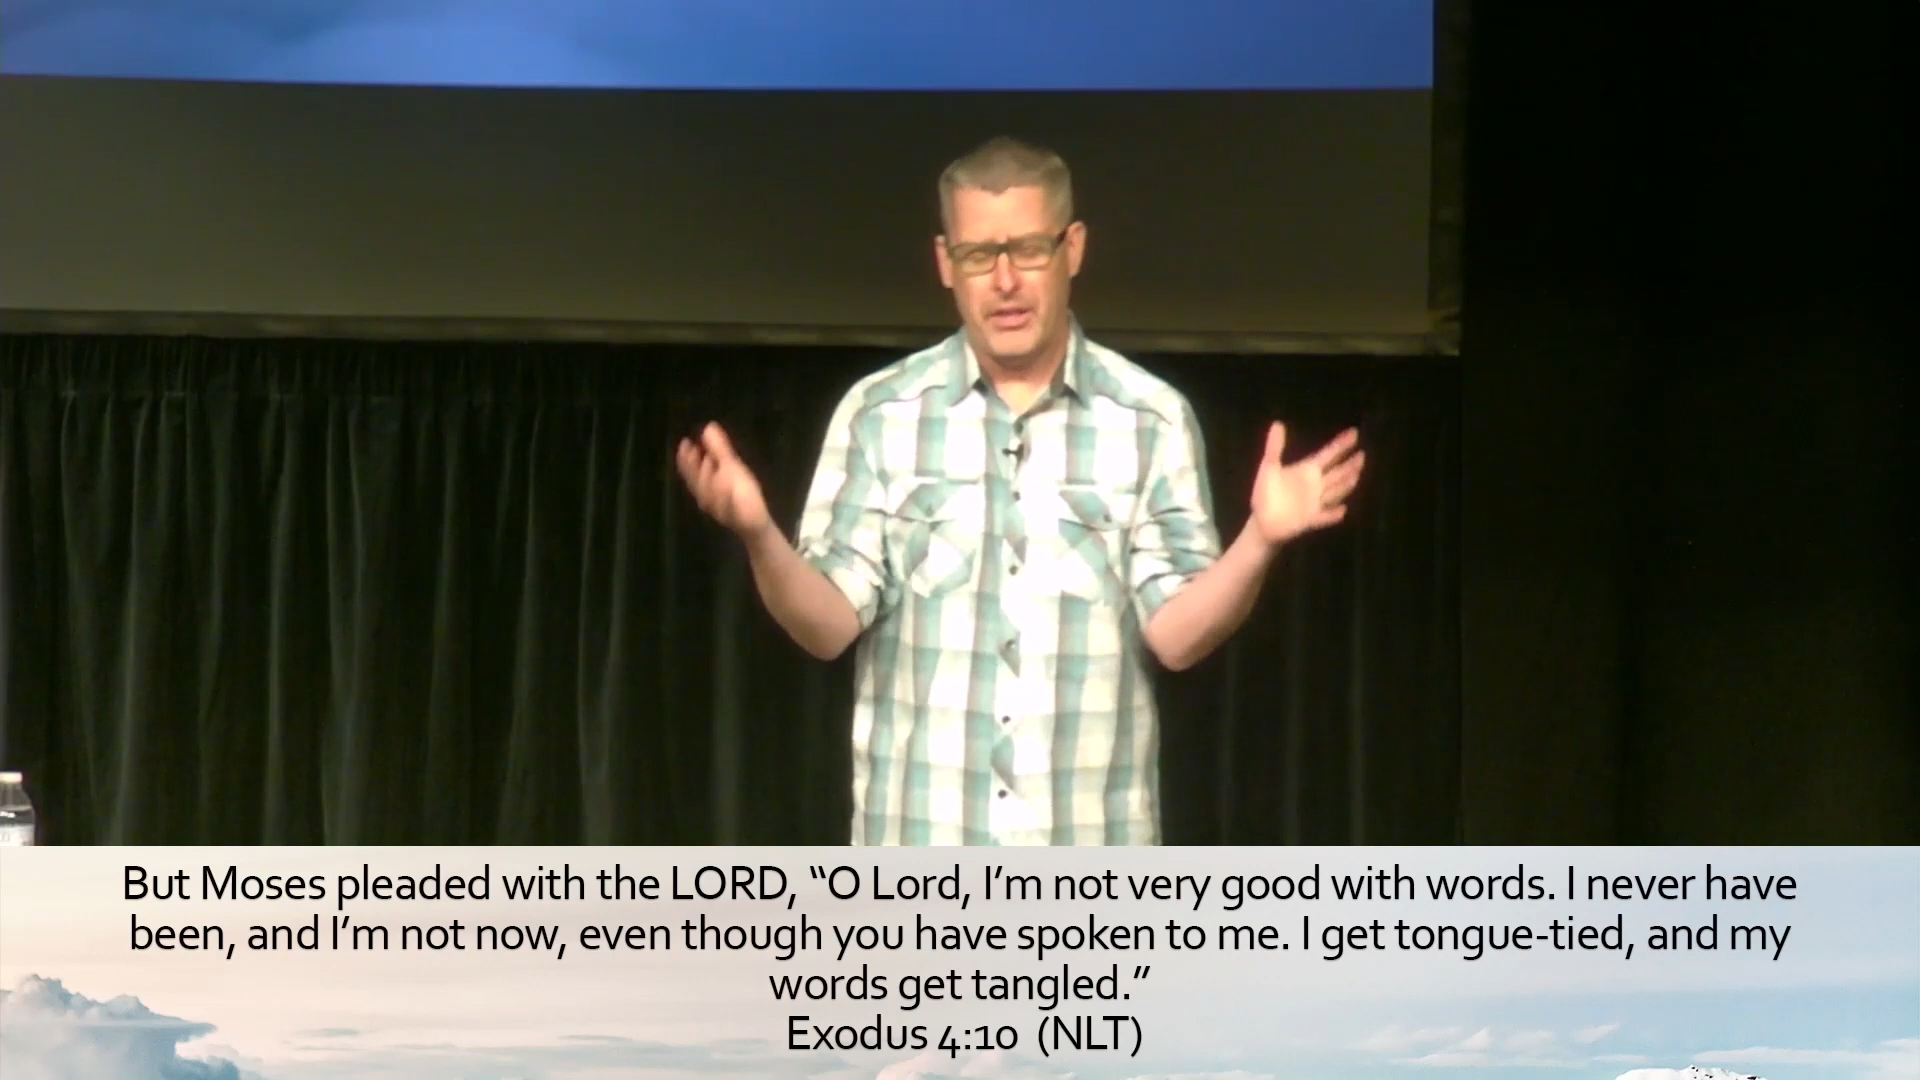 But Moses pleaded with the LORD, “O Lord, I’m not very good with words. I never have
been, and I’m not now, even though you have spoken to me. I get tongue-tied, and my
words get tangled.”
Exodus 4:10 (NLT)